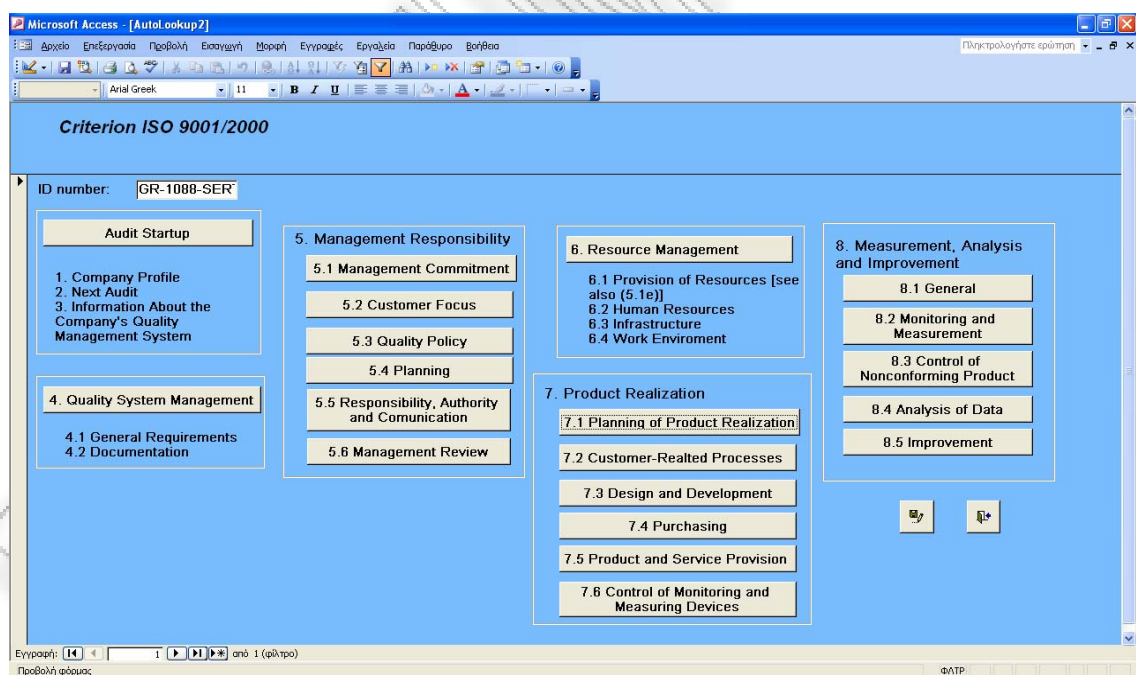 Microsoft Access - [AutoLookup2]
Αρχείο Επεξεργασία Προβολή Εισαγωγή Μορφή Εγγραφές Εργαλεία Παράθυρο Βοήθεια Πληκτρολογήστε ερώτηση
Arial Greek 11 B I U
Criterion ISO 9001/2000
ID number: GR-1088-SER
Audit Startup
1. Company Profile
2. Next Audit
3. Information About the
Company's Quality
Management System
4. Quality System Management
4.1 General Requirements
4.2 Documentation
5. Management Responsibility
5.1 Management Commitment
5.2 Customer Focus
5.3 Quality Policy
5.4 Planning
5.5 Responsibility, Authority
and Comunication
5.6 Management Review
6. Resource Management
6.1 Provision of Resources [see
also (5.1e)]
6.2 Human Resources
6.3 Infrastructure
6.4 Work Enviroment
7. Product Realization
7.1 Planning of Product Realization
7.2 Customer-Realted Processes
7.3 Design and Development
7.4 Purchasing
7.5 Product and Service Provision
7.6 Control of Monitoring and
Measuring Devices
8. Measurement, Analysis
and Improvement
8.1 General
8.2 Monitoring and
Measurement
8.3 Control of
Nonconforming Product
8.4 Analysis of Data
8.5 Improvement
Εγγραφή: 1 από 1 (φίλτρο)
Προβολή φόρμας ΦΛΤΡ